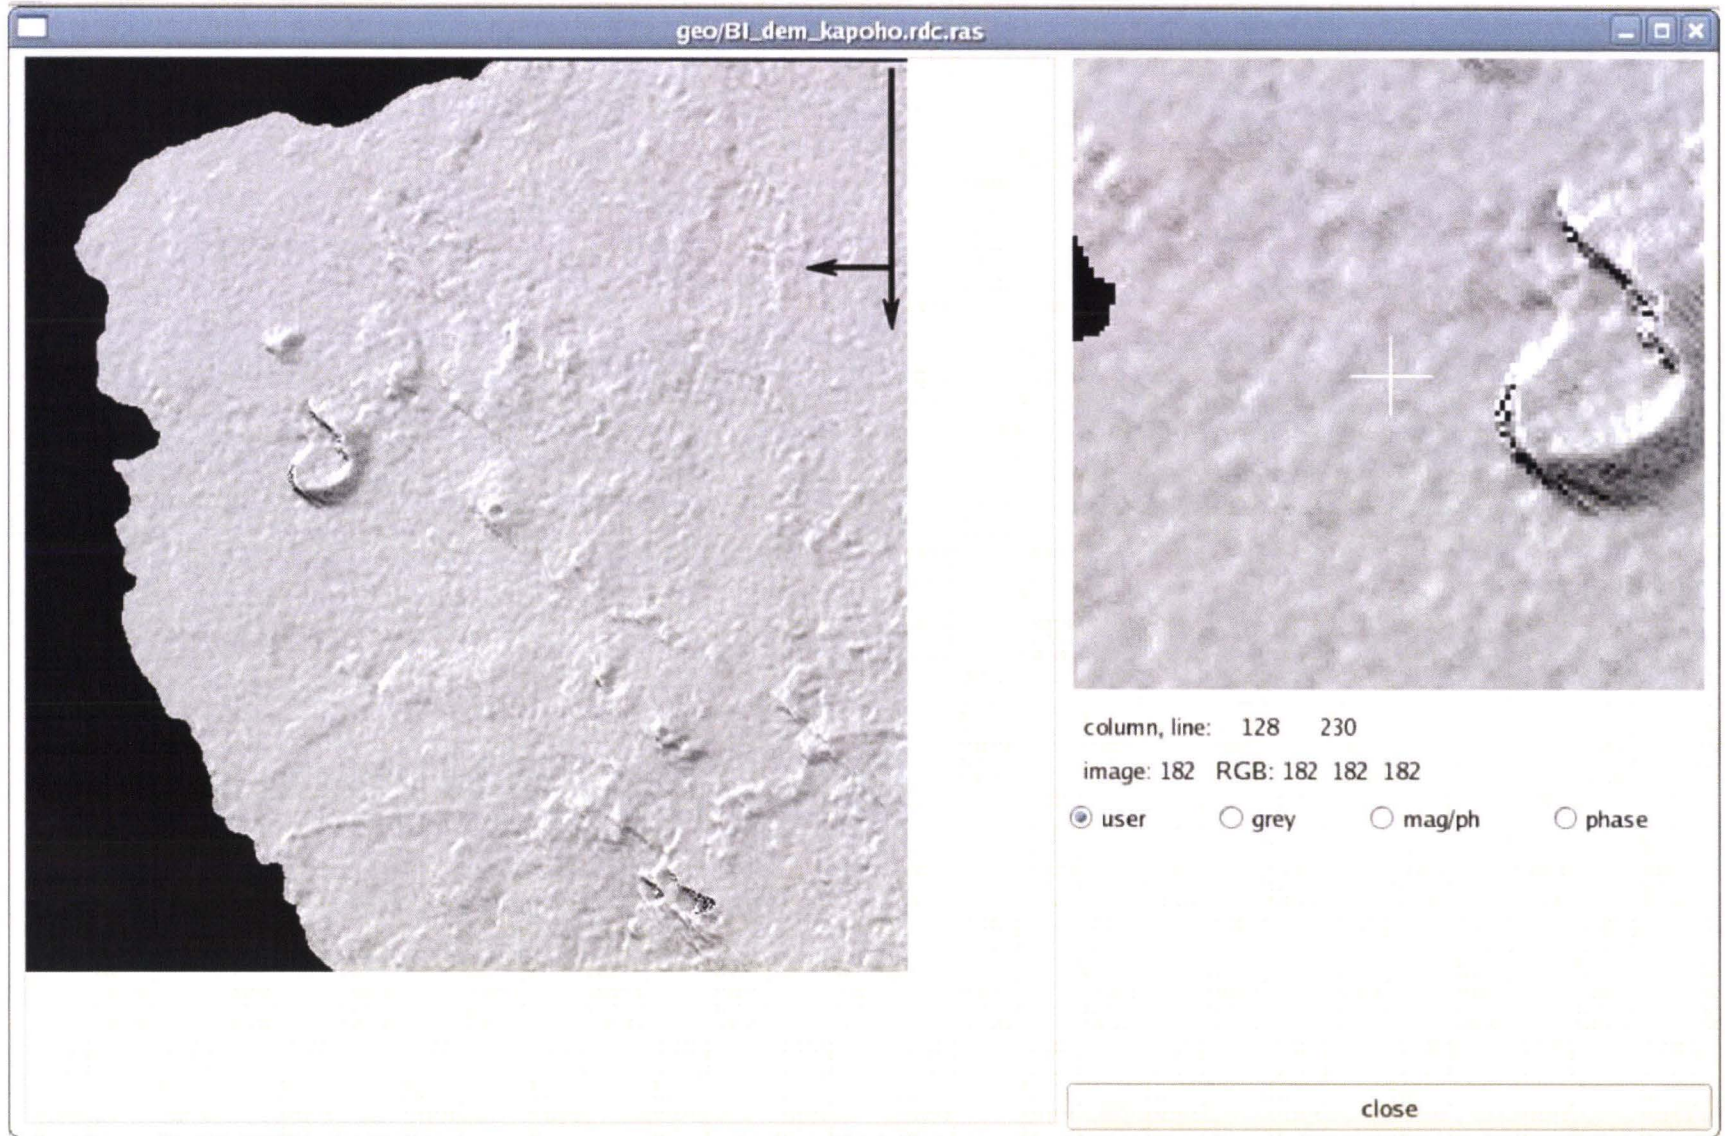 geo/BI_dem_kapoho.rdc.ras
column, line: 128 230
image: 182 RGB: 182 182 182
user grey mag/ph phase
close